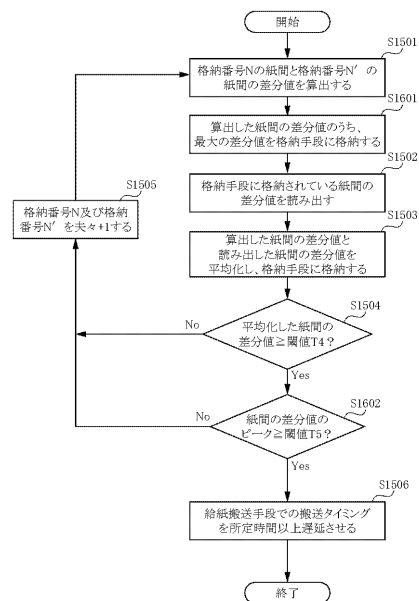 開始
S1501
格納番号Nの紙間と格納番号N′の
紙間の差分値を算出する
S1601
算出した紙間の差分値のうち、
最大の差分値を格納手段に格納する
S1502
格納手段に格納されている紙間の
差分値を読み出す
S1503
算出した紙間の差分値と
読み出した紙間の差分値を
平均化し、格納手段に格納する
S1505
格納番号N及び格納
番号N′を夫々+1する
S1504
平均化した紙間の
差分値≧閾値T4?
No
Yes
S1602
紙間の差分値の
ピーク≧閾値T5?
No
Yes
S1506
給紙搬送手段での搬送タイミング
を所定時間以上遅延させる
終了